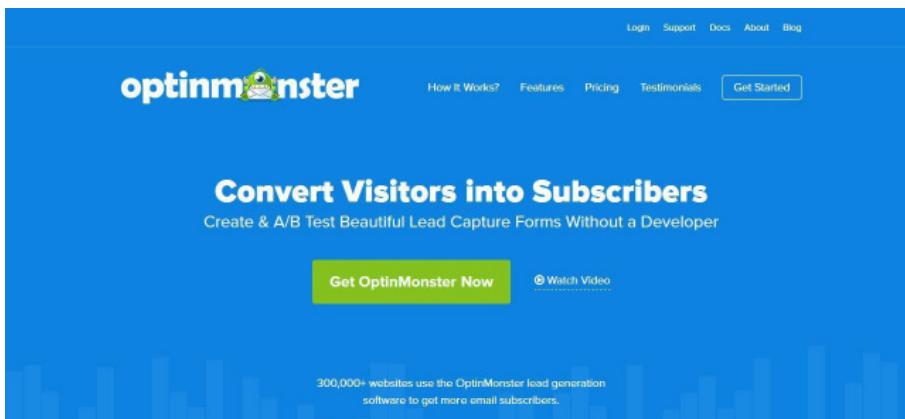 Login Support Docs About Blog
optinmonster
How It Works? Features Pricing Testimonials Get Started
Convert Visitors into Subscribers
Create & A/B Test Beautiful Lead Capture Forms Without a Developer
Get OptinMonster Now Watch Video
300,000+ websites use the OptinMonster lead generation
software to get more email subscribers.